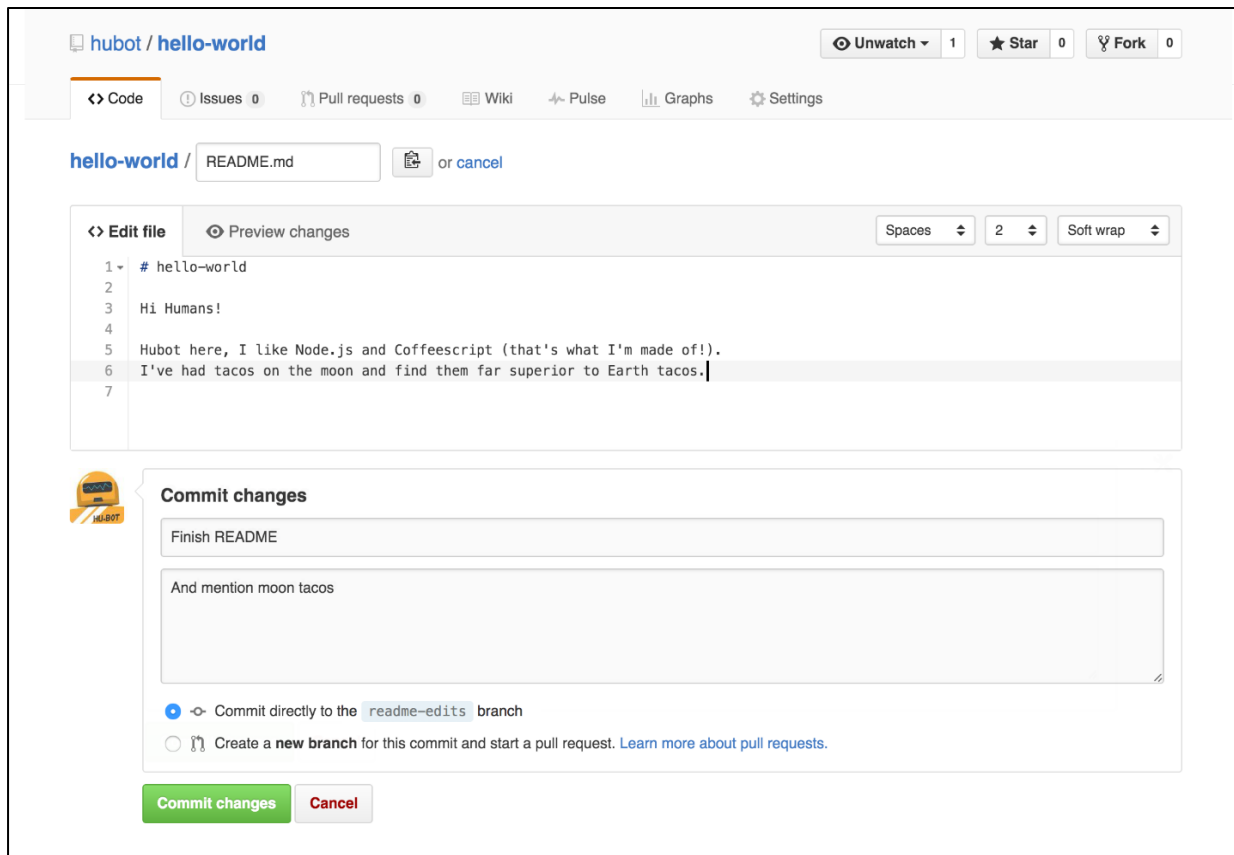 hubot / hello-world
Unwatch 1 Star 0 Fork 0
<> Code Issues 0 Pull requests 0 Wiki Pulse Graphs Settings
hello-world / README.md or cancel
<> Edit file Preview changes Spaces 2 Soft wrap
1 # hello-world
2
3 Hi Humans!
4
5 Hubot here, I like Node.js and Coffeescript (that's what I'm made of!).
6 I've had tacos on the moon and find them far superior to Earth tacos.
7
HU-BOT
Commit changes
Finish README
And mention moon tacos
Commit directly to the readme-edits branch
Create a new branch for this commit and start a pull request. Learn more about pull requests.
Commit changes Cancel